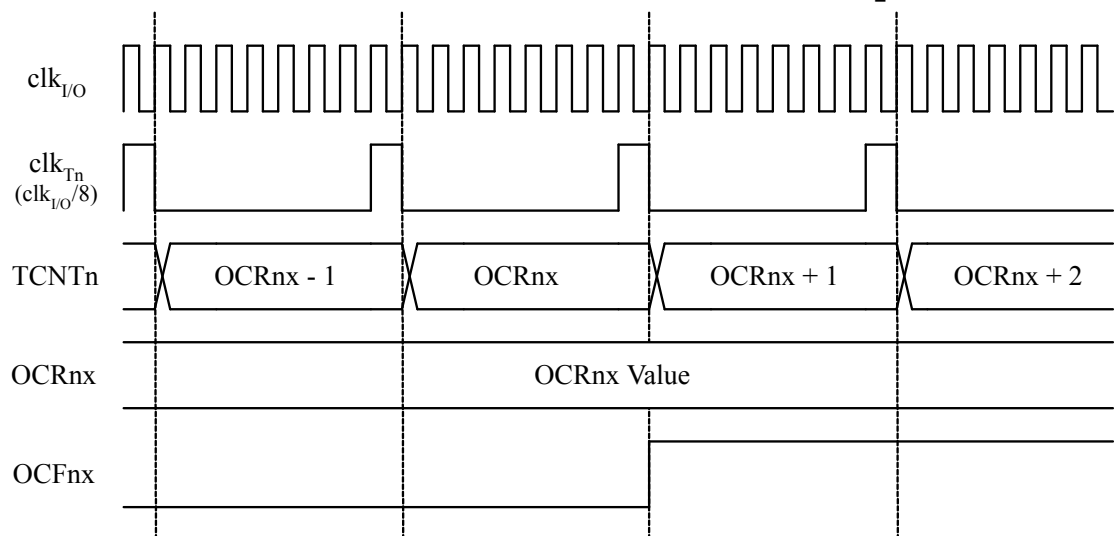 clkI/O
clkTn
(clkI/O/8)
TCNTn OCRnx - 1 OCRnx OCRnx + 1 OCRnx + 2
OCRnx OCRnx Value
OCFnx